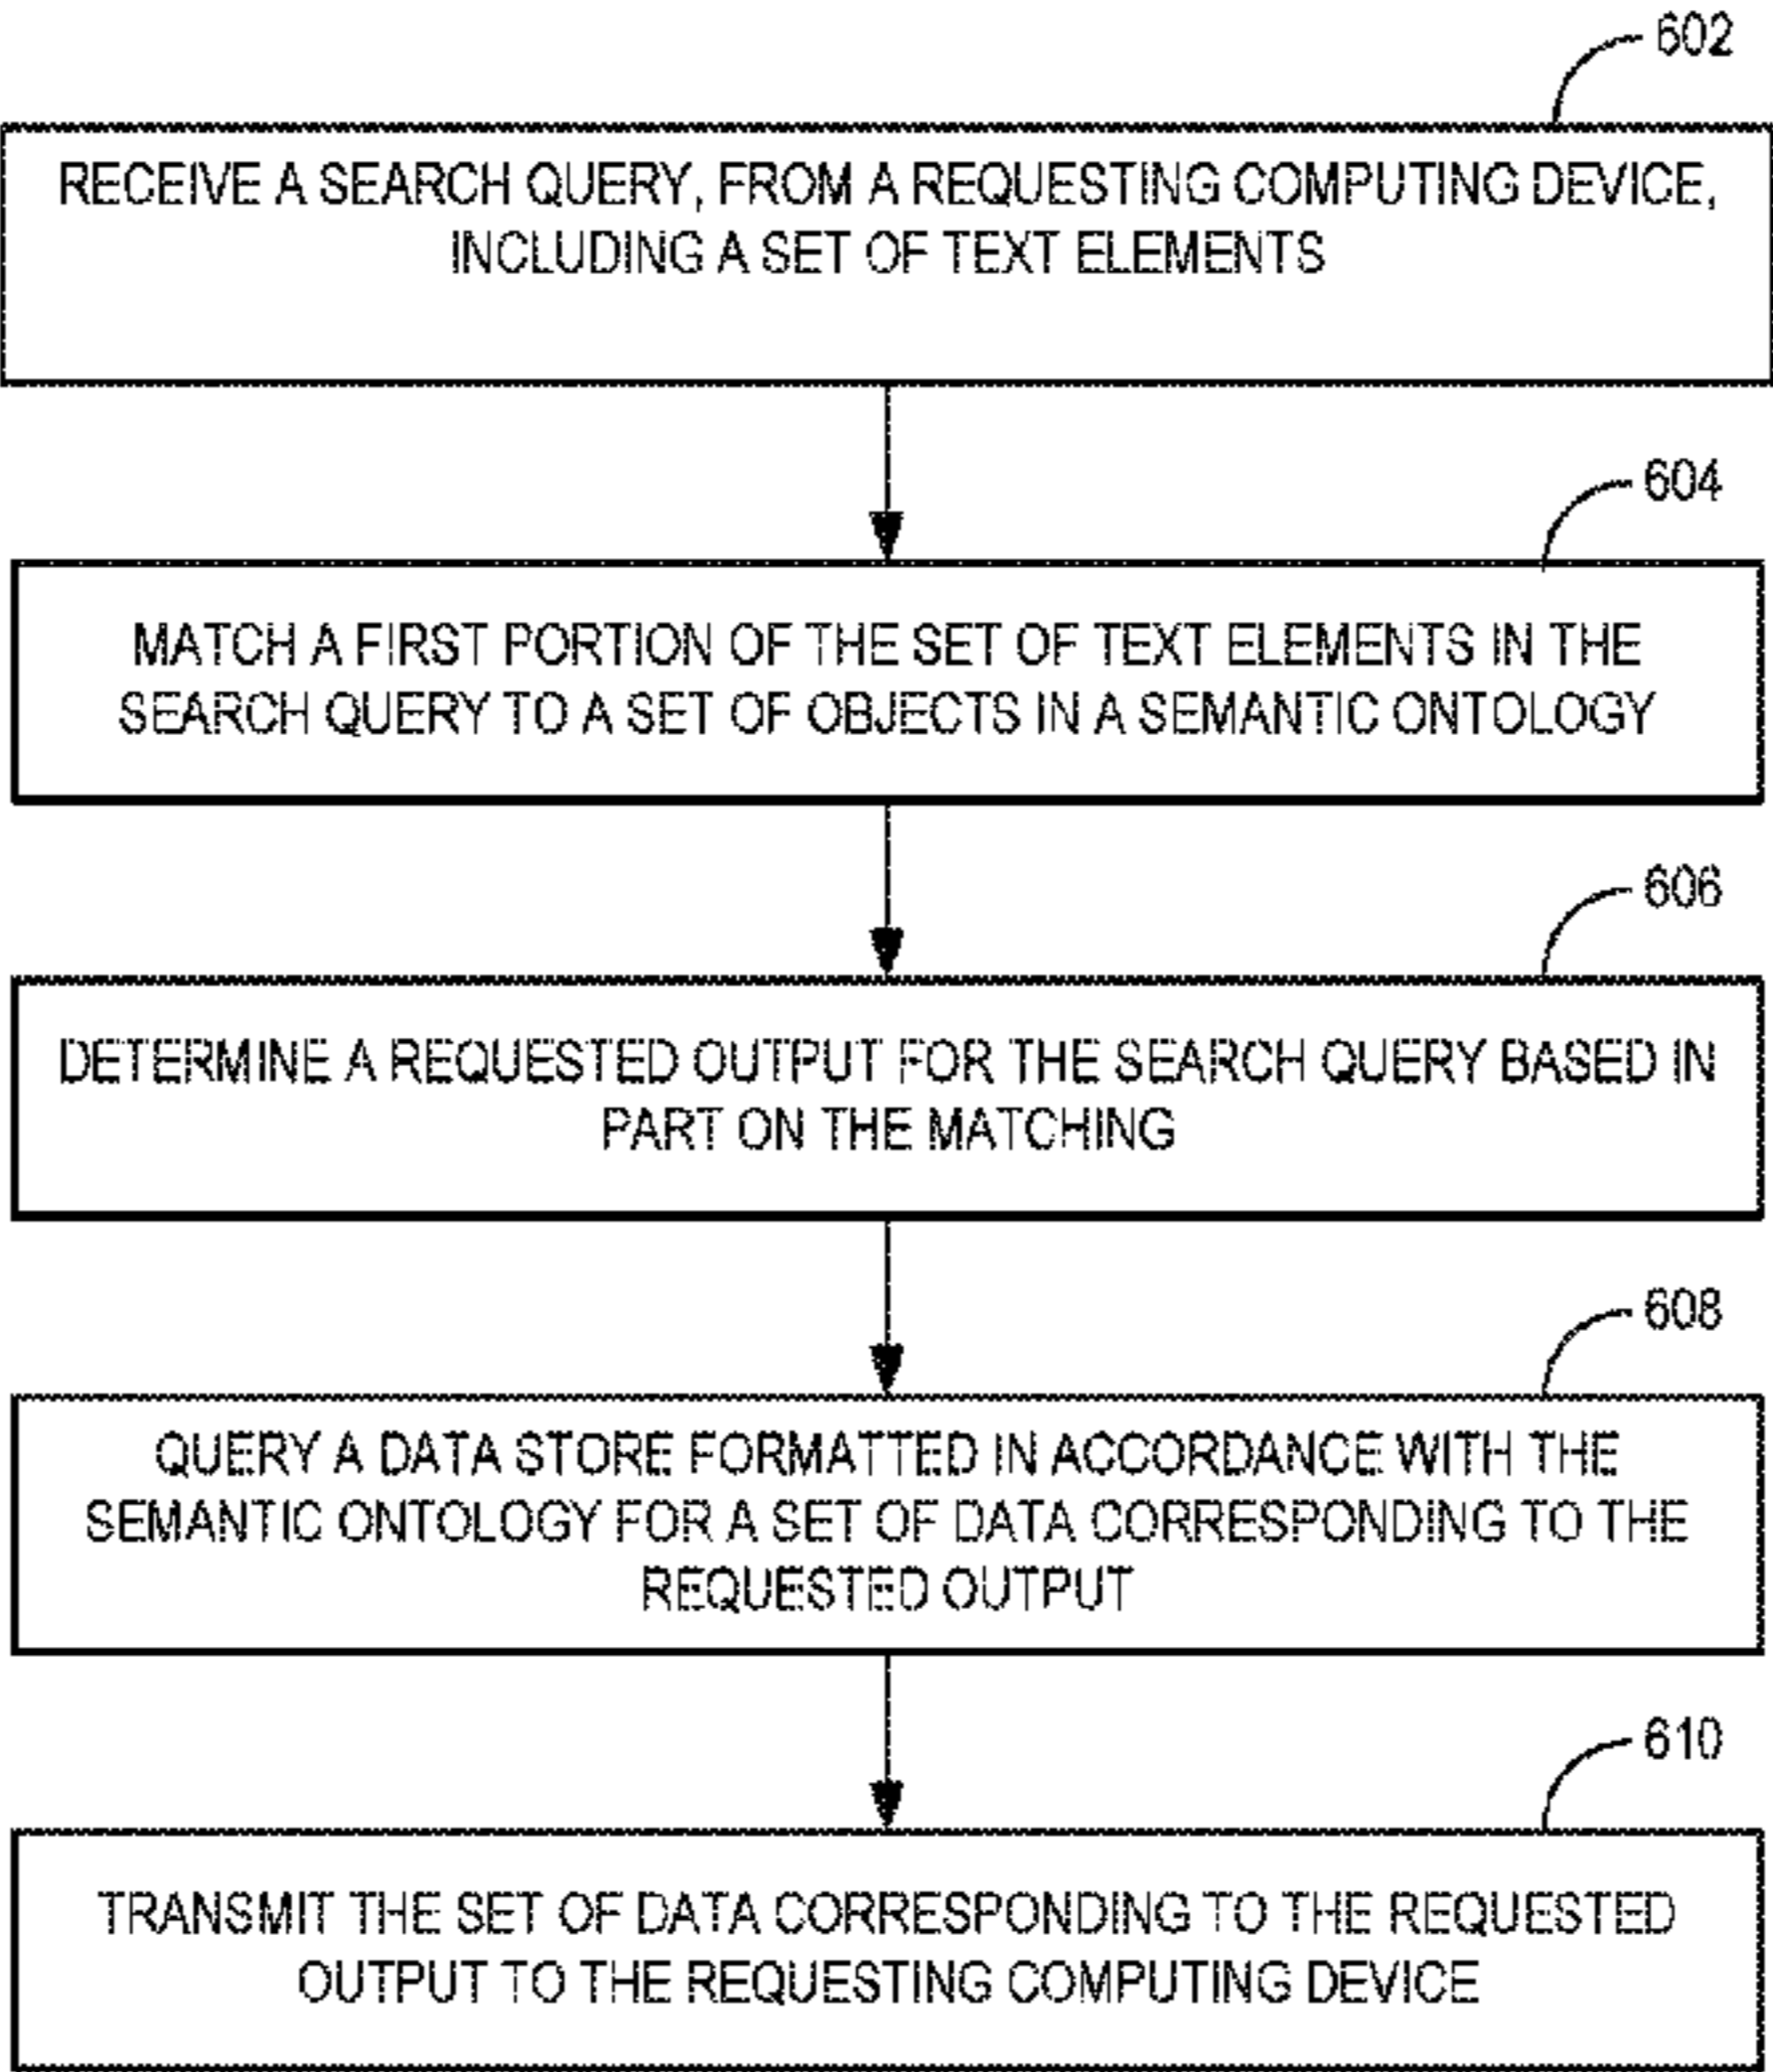 602
RECEIVE A SEARCH QUERY, FROM A REQUESTING COMPUTING DEVICE,
INCLUDING A SET OF TEXT ELEMENTS
604
MATCH A FIRST PORTION OF THE SET OF TEXT ELEMENTS IN THE
SEARCH QUERY TO A SET OF OBJECTS IN A SEMANTIC ONTOLOGY
606
DETERMINE A REQUESTED OUTPUT FOR THE SEARCH QUERY BASED IN
PART ON THE MATCHING
608
QUERY A DATA STORE FORMATTED IN ACCORDANCE WITH THE
SEMANTIC ONTOLOGY FOR A SET OF DATA CORRESPONDING TO THE
REQUESTED OUTPUT
610
TRANSMIT THE SET OF DATA CORRESPONDING TO THE REQUESTED
OUTPUT TO THE REQUESTING COMPUTING DEVICE